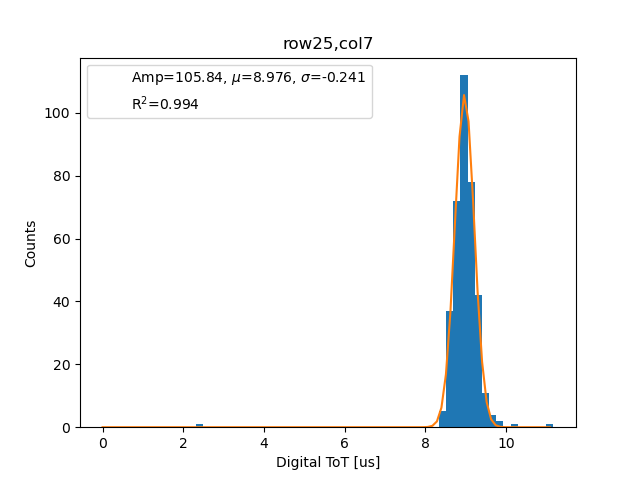 row25,col7
Amp=105.84, μ=8.976, σ=-0.241
R²=0.994
100
80
60
40
20
0
Counts
0 2 4 6 8 10
Digital ToT [us]